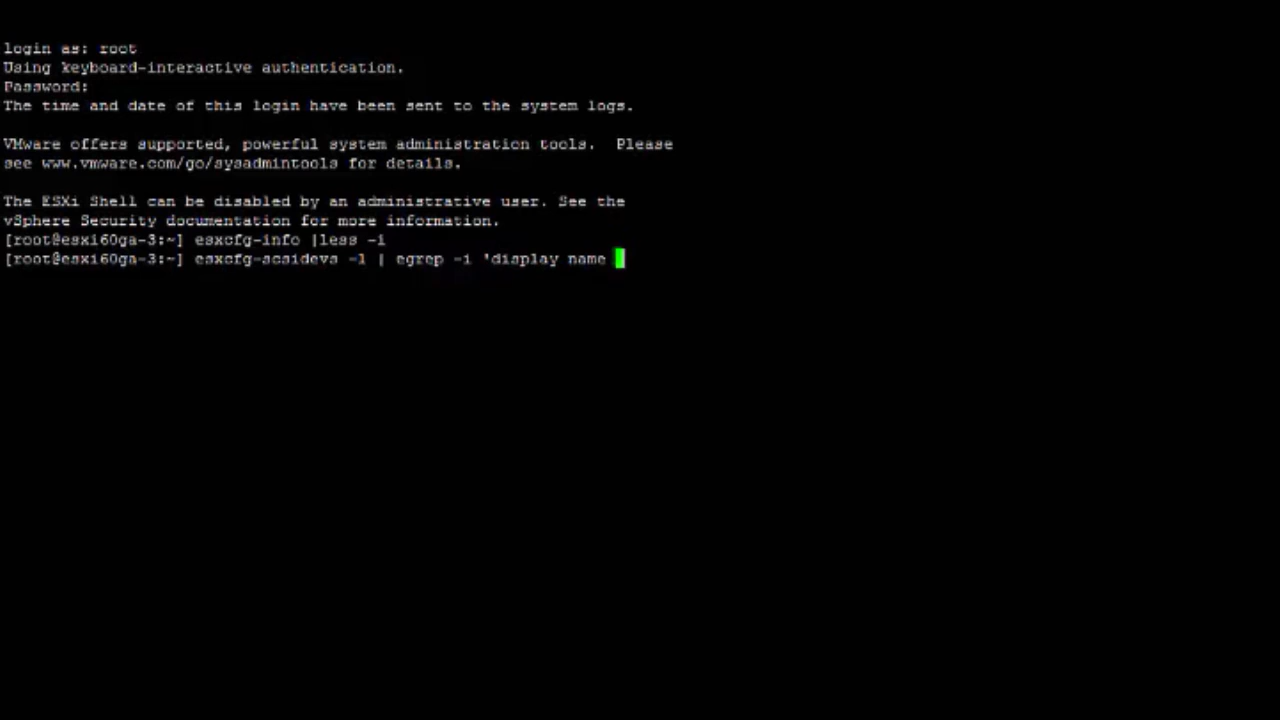 login as: root
Using keyboard-interactive authentication.
Password:
The time and date of this login have been sent to the system logs.
VMware offers supported, powerful system administration tools.  Please
see www.vmware.com/go/sysadmintools for details.
The ESXi Shell can be disabled by an administrative user. See the
vSphere Security documentation for more information.
[root@esxi60ga-3:~] esxcfg-info |less -i
[root@esxi60ga-3:~] esxcfg-scsidevs -l | egrep -i 'display name